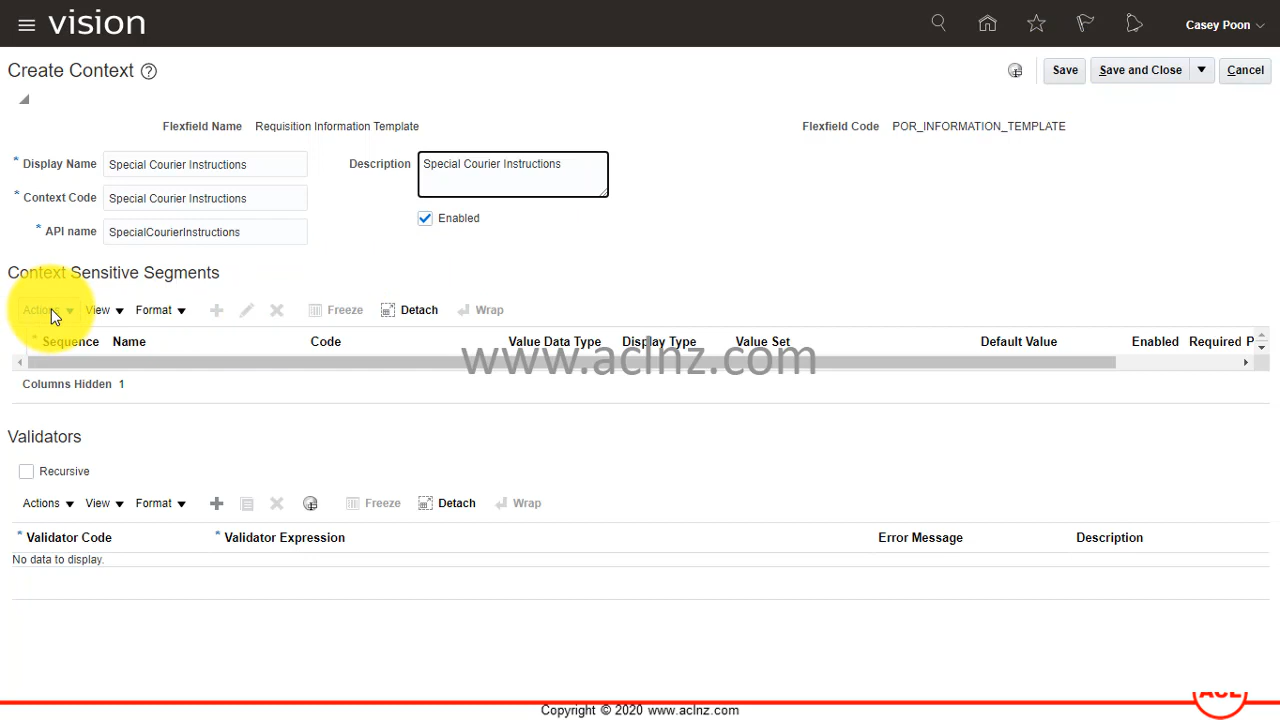 vision
Casey Poon
Create Context
Save
Save and Close
Cancel
Flexfield Name Requisition Information Template
Flexfield Code POR_INFORMATION_TEMPLATE
* Display Name Special Courier Instructions
Description Special Courier Instructions
* Context Code Special Courier Instructions
Enabled
* API name SpecialCourierInstructions
Context Sensitive Segments
Actions View Format Freeze Detach Wrap
* Sequence Name Code Value Data Type Display Type Value Set Default Value Enabled Required P
www.aclnz.com
Columns Hidden 1
Validators
Recursive
Actions View Format Freeze Detach Wrap
* Validator Code * Validator Expression Error Message Description
No data to display.
ACL
Copyright © 2020 www.aclnz.com